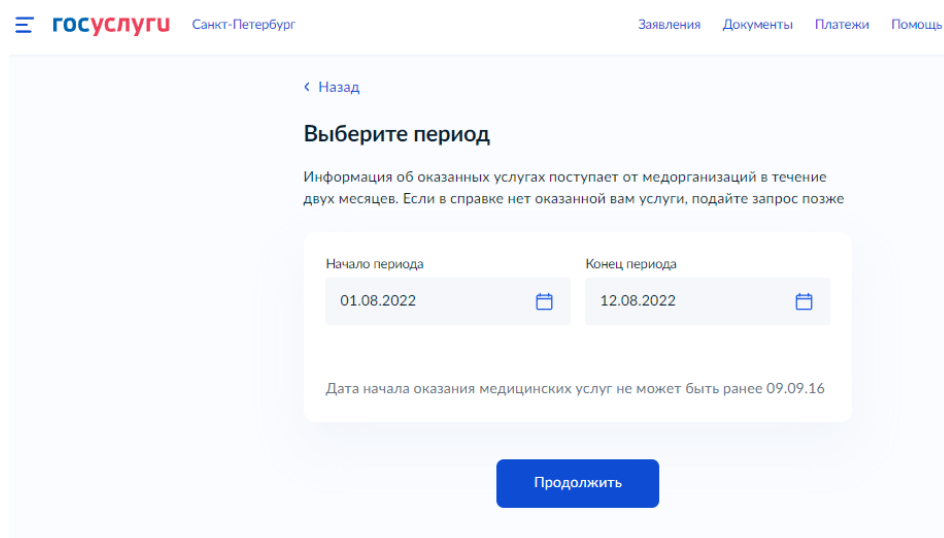 госуслуги Санкт-Петербург Заявления Документы Платежи Помощь
Назад
Выберите период
Информация об оказанных услугах поступает от медорганизаций в течение
двух месяцев. Если в справке нет оказанной вам услуги, подайте запрос позже
Начало периода Конец периода
01.08.2022 12.08.2022
Дата начала оказания медицинских услуг не может быть ранее 09.09.16
Продолжить